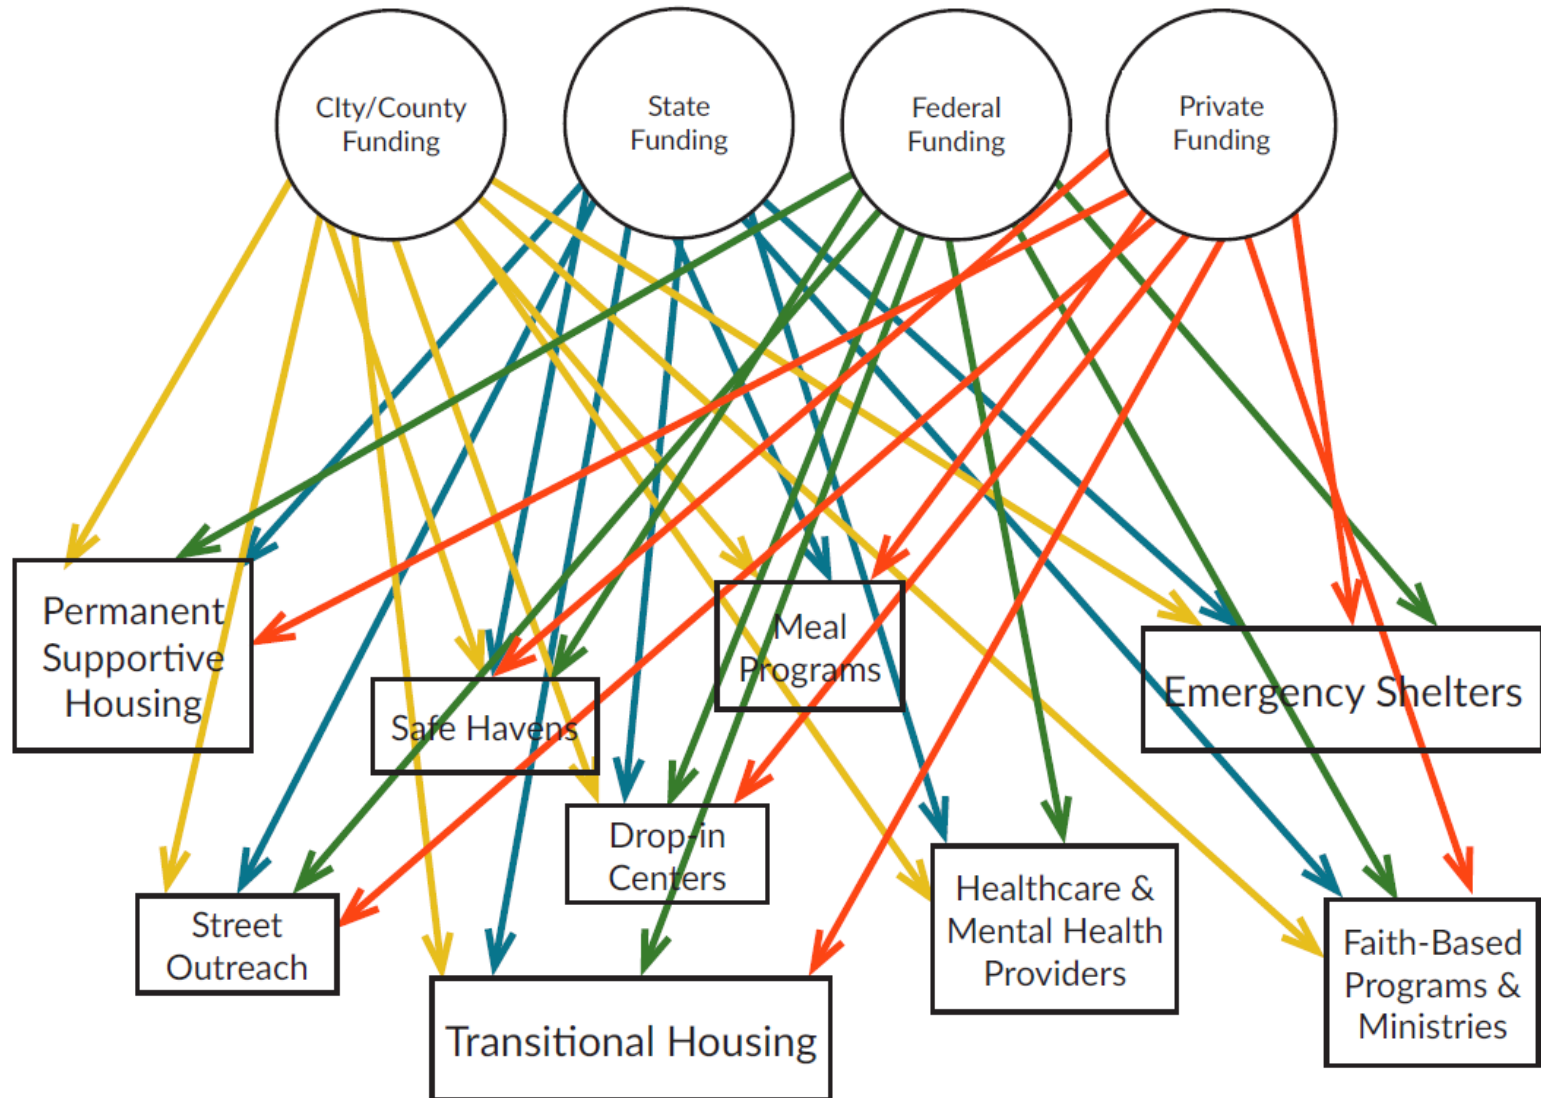 CIty/County
Funding
State
Funding
Federal
Funding
Private
Funding
Permanent
Supportive
Housing
Safe Havens
Meal
Programs
Emergency Shelters
Drop-in
Centers
Street
Outreach
Healthcare &
Mental Health
Providers
Faith-Based
Programs &
Ministries
Transitional Housing